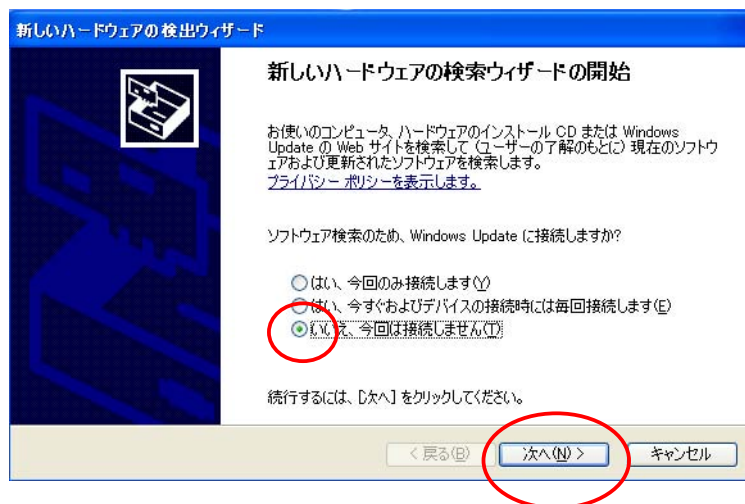 新しいハードウェアの検出ウィザード
新しいハードウェアの検索ウィザードの開始
お使いのコンピュータ、ハードウェアのインストール CD または Windows
Update の Web サイトを検索して (ユーザーの了解のもとに) 現在のソフトウ
ェアおよび更新されたソフトウェアを検索します。
プライバシー ポリシーを表示します。
ソフトウェア検索のため、Windows Update に接続しますか?
はい、今回のみ接続します(Y)
はい、今すぐおよびデバイスの接続時には毎回接続します(E)
いいえ、今回は接続しません(T)
続行するには、[次へ] をクリックしてください。
< 戻る(B)
次へ(N) >
キャンセル